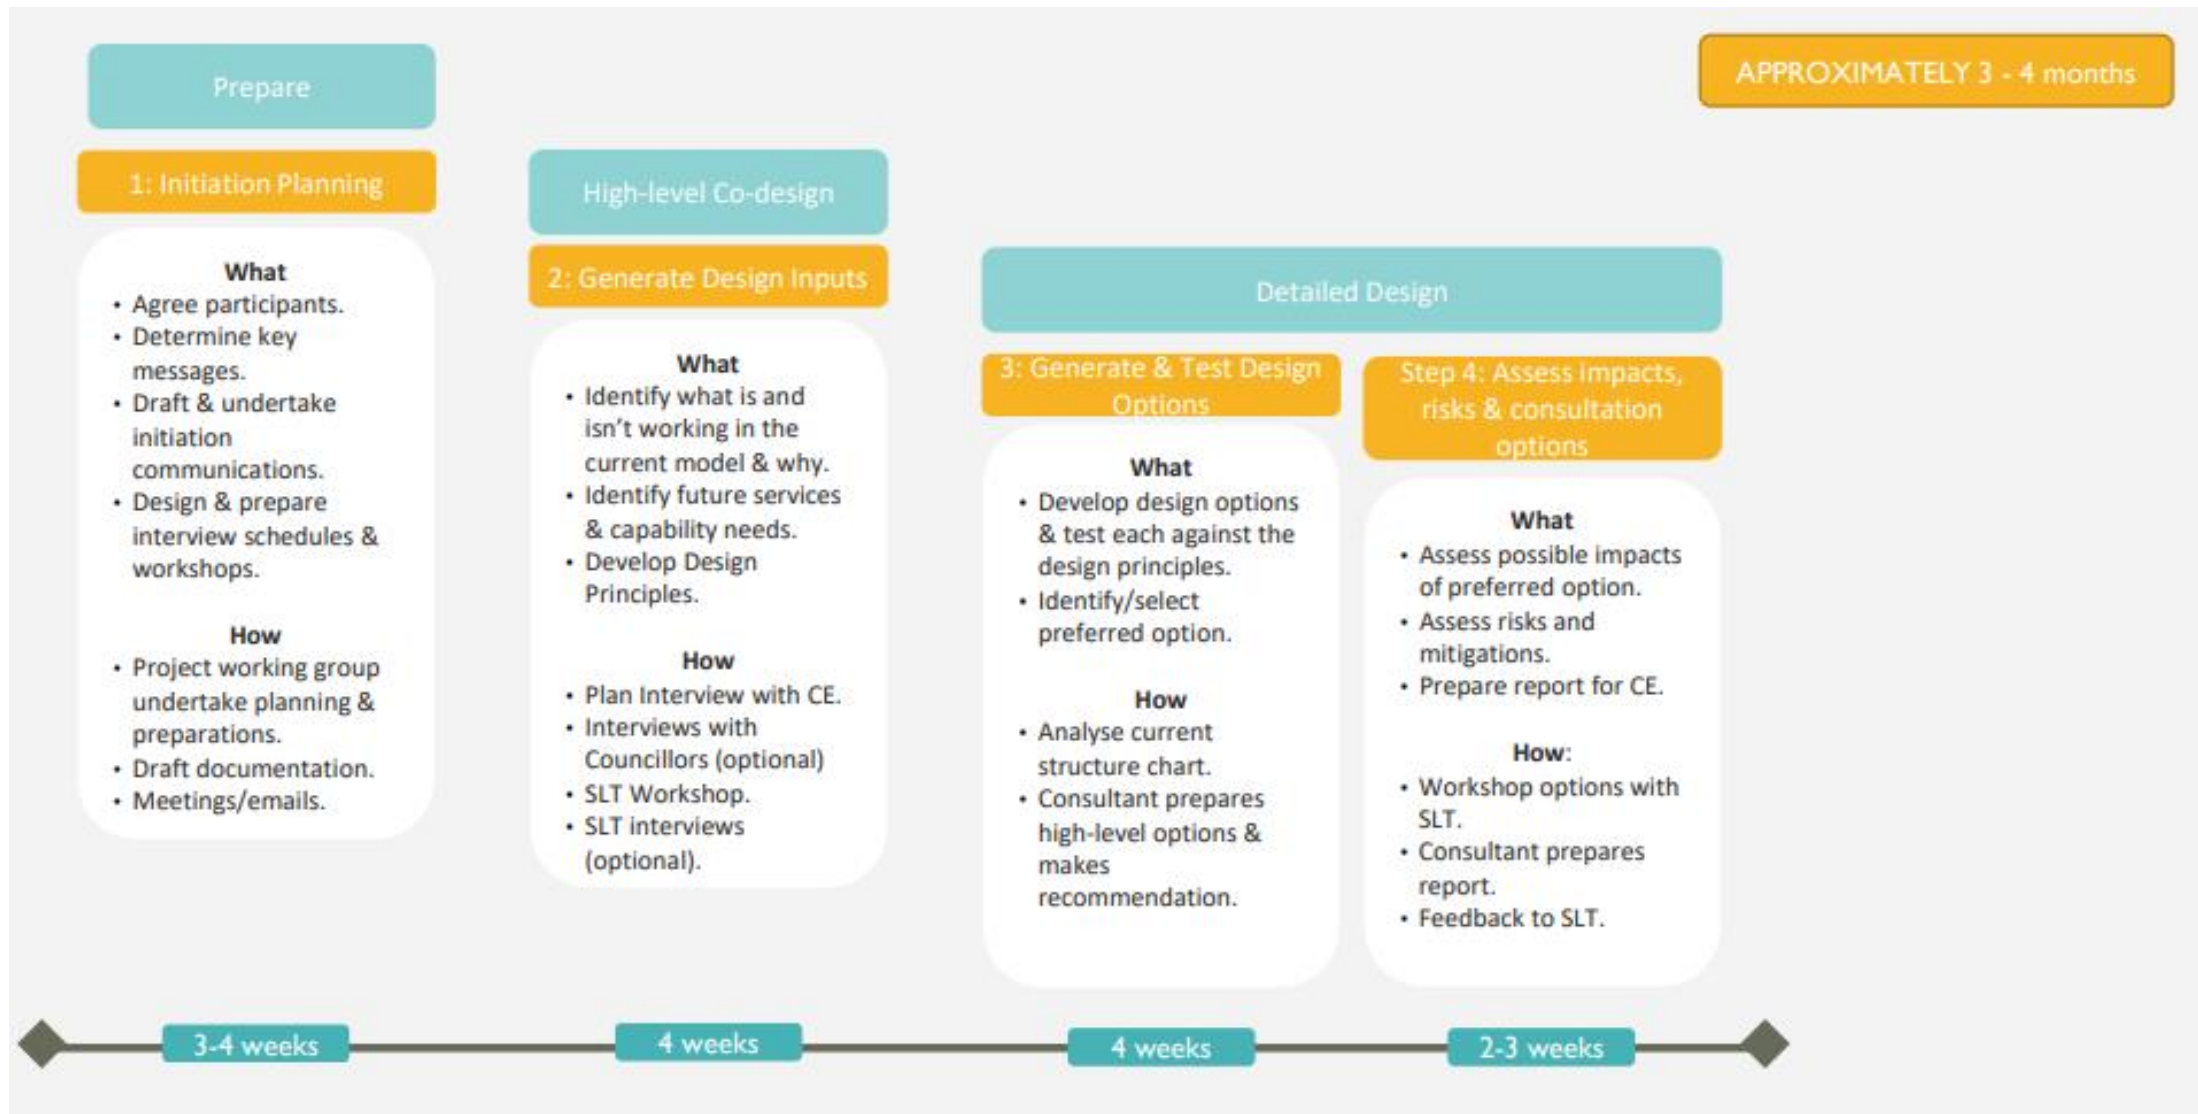 Prepare
APPROXIMATELY 3 - 4 months
1: Initiation Planning
What
• Agree participants.
• Determine key
messages.
• Draft & undertake
initiation
communications.
• Design & prepare
interview schedules &
workshops.
How
• Project working group
undertake planning &
preparations.
• Draft documentation.
• Meetings/emails.
High-level Co-design
2: Generate Design Inputs
What
• Identify what is and
isn't working in the
current model & why.
• Identify future services
& capability needs.
• Develop Design
Principles.
How
• Plan Interview with CE.
• Interviews with
Councillors (optional)
• SLT Workshop.
• SLT interviews
(optional).
Detailed Design
3: Generate & Test Design
Options
What
• Develop design options
& test each against the
design principles.
• Identify/select
preferred option.
How
• Analyse current
structure chart.
• Consultant prepares
high-level options &
makes
recommendation.
Step 4: Assess impacts,
risks & consultation
options
What
• Assess possible impacts
of preferred option.
• Assess risks and
mitigations.
• Prepare report for CE.
How:
• Workshop options with
SLT.
• Consultant prepares
report.
• Feedback to SLT.
3-4 weeks
4 weeks
4 weeks
2-3 weeks